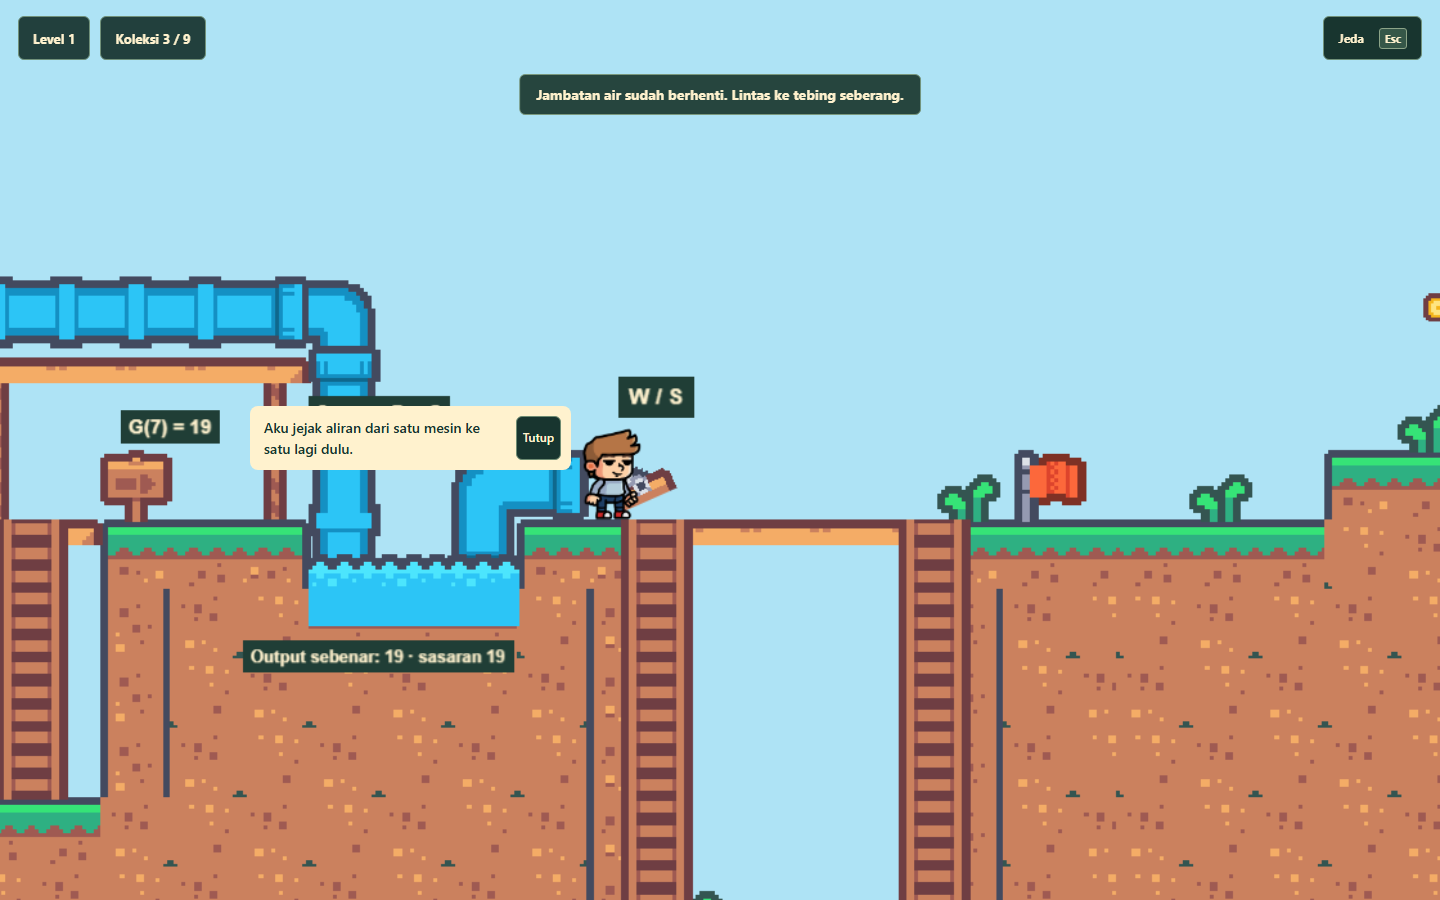 Level 1
Koleksi 3 / 9
Jeda Esc
Jambatan air sudah berhenti. Lintas ke tebing seberang.
W / S
G(7) = 19
Aku jejak aliran dari satu mesin ke
satu lagi dulu.
Tutup
Output sebenar: 19 · sasaran 19